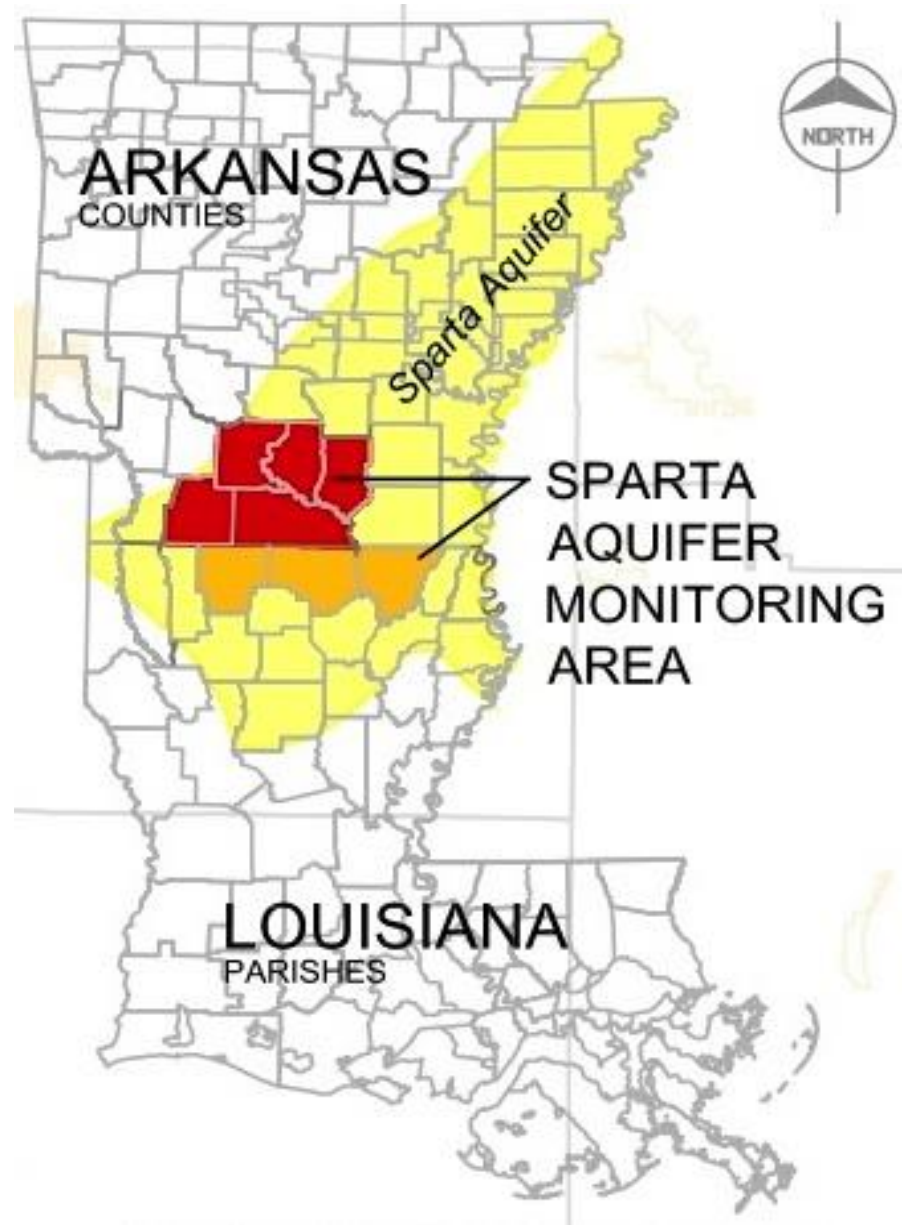 ARKANSAS
COUNTIES
NORTH
Sparta Aquifer
SPARTA
AQUIFER
MONITORING
AREA
LOUISIANA
PARISHES